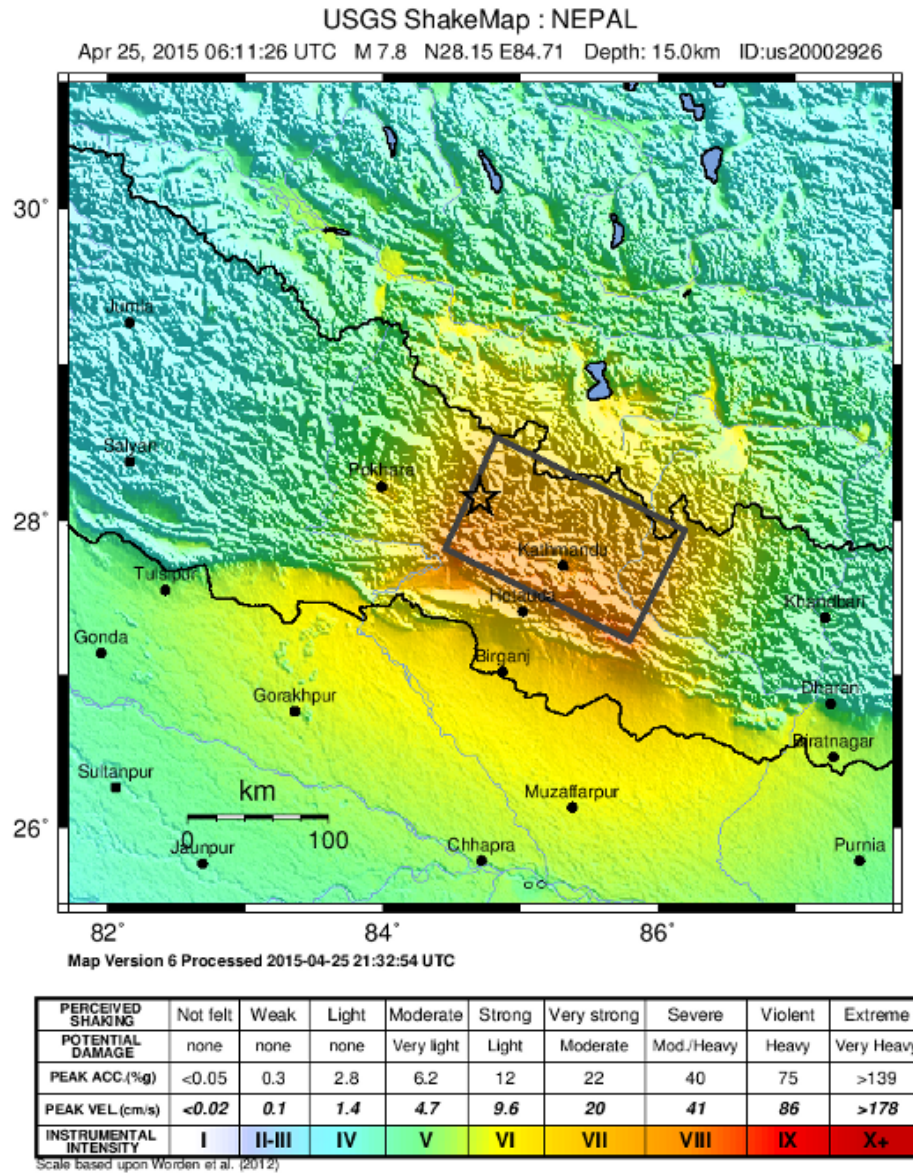 USGS ShakeMap : NEPAL
Apr 25, 2015 06:11:26 UTC M 7.8 N28.15 E84.71 Depth: 15.0km ID:us20002926
30˚
Jumla
Salyan
Pokhara
28˚
Kathmandu
Tulsipur
Hetauda
Khandbari
Gonda
Birganj
Gorakhpur
Dharan
Biratnagar
Sultanpur
km
Muzaffarpur
26˚
0 100
Jaunpur
Chhapra
Purnia
82˚ 84˚ 86˚
Map Version 6 Processed 2015-04-25 21:32:54 UTC
PERCEIVED SHAKING Not felt Weak Light Moderate Strong Very strong Severe Violent Extreme
POTENTIAL DAMAGE none none none Very light Light Moderate Mod./Heavy Heavy Very Heavy
PEAK ACC.(%g) <0.05 0.3 2.8 6.2 12 22 40 75 >139
PEAK VEL.(cm/s) <0.02 0.1 1.4 4.7 9.6 20 41 86 >178
INSTRUMENTAL INTENSITY I II-III IV V VI VII VIII IX X+
Scale based upon Worden et al. (2012)